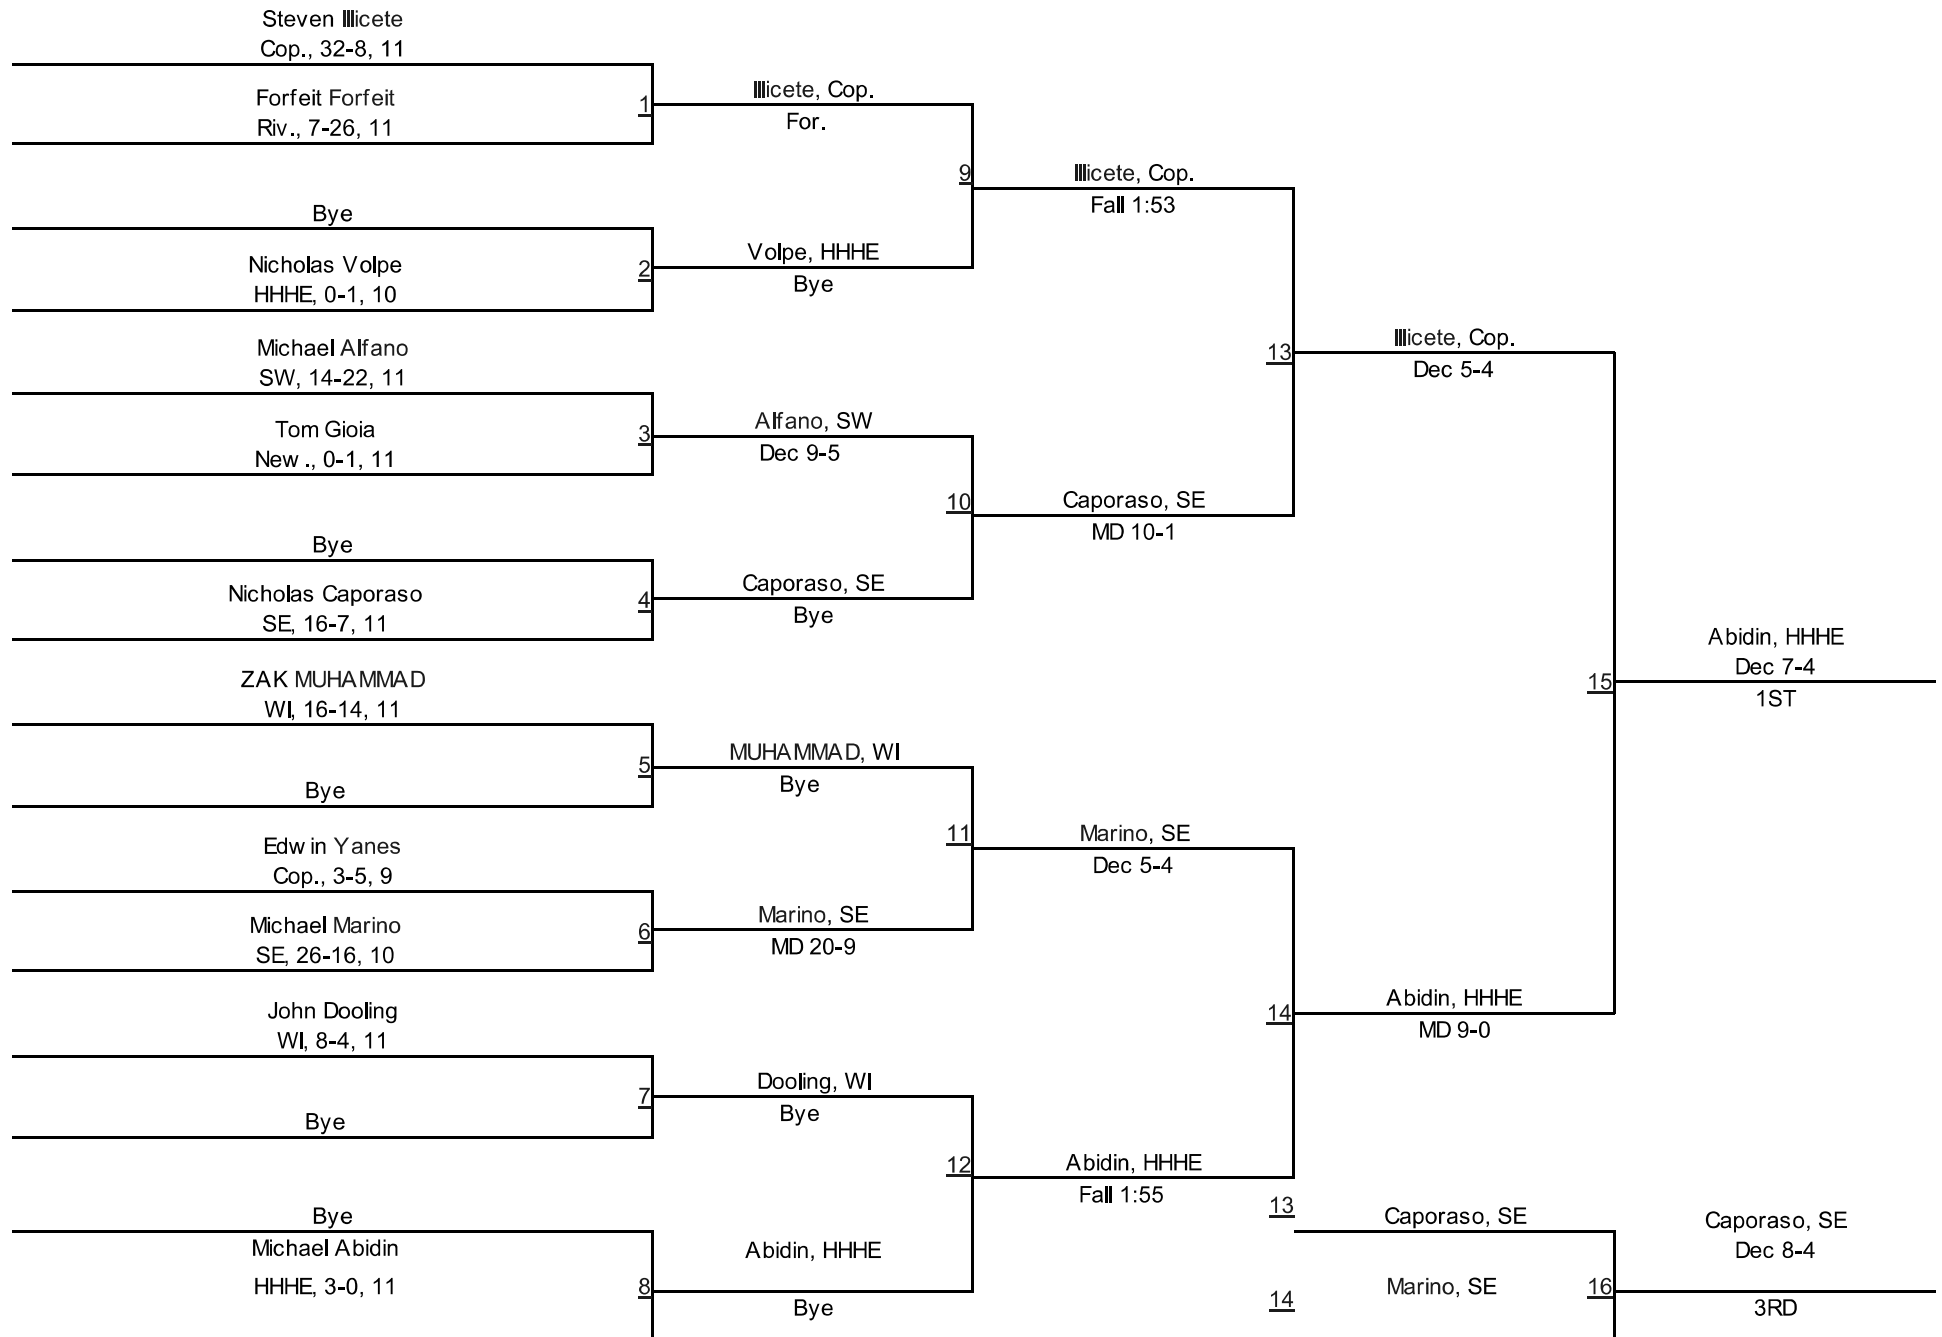 Steven Illicete
Cop., 32-8, 11
Forfeit Forfeit
Riv., 7-26, 11
1
Illicete, Cop.
For.
Bye
Nicholas Volpe
HHHE, 0-1, 10
2
Volpe, HHHE
Bye
9
Illicete, Cop.
Fall 1:53
Michael Alfano
SW, 14-22, 11
Tom Gioia
New ., 0-1, 11
3
Alfano, SW
Dec 9-5
Bye
Nicholas Caporaso
SE, 16-7, 11
4
Caporaso, SE
Bye
10
Caporaso, SE
MD 10-1
13
Illicete, Cop.
Dec 5-4
ZAK MUHAMMAD
WI, 16-14, 11
Bye
5
MUHAMMAD, WI
Bye
Edwin Yanes
Cop., 3-5, 9
Michael Marino
SE, 26-16, 10
6
Marino, SE
MD 20-9
11
Marino, SE
Dec 5-4
John Dooling
WI, 8-4, 11
Bye
7
Dooling, WI
Bye
Bye
Michael Abidin
HHHE, 3-0, 11
8
Abidin, HHHE
Bye
12
Abidin, HHHE
Fall 1:55
14
Abidin, HHHE
MD 9-0
15
Abidin, HHHE
Dec 7-4
1ST
13
Caporaso, SE
14
Marino, SE
16
Caporaso, SE
Dec 8-4
3RD